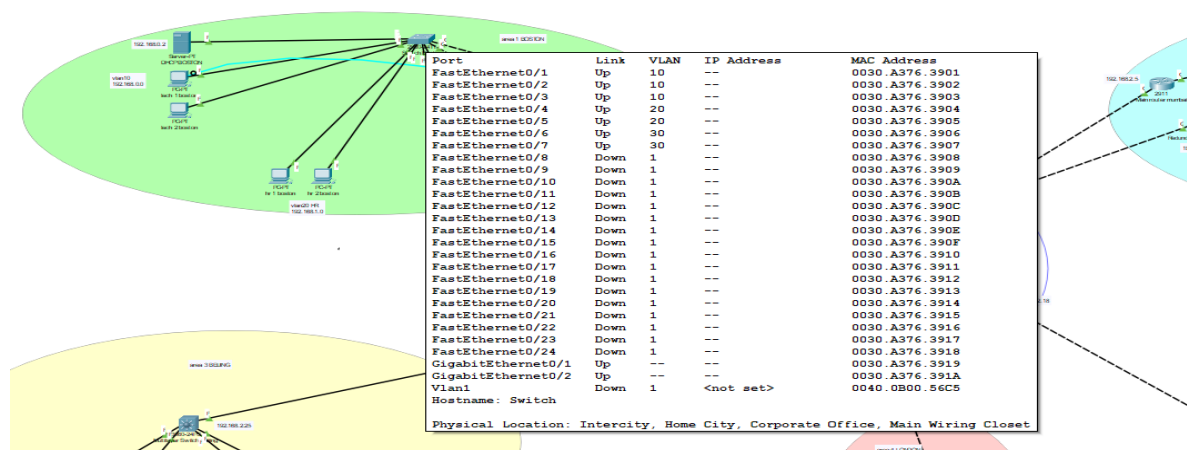 area 1 BOSTON
192.168.0.2
Server-PT
DHCP BOSTON
vlan10
192.168.0.0
PC-PT
tech 1 boston
PC-PT
tech 2 boston
PC-PT
hr 1 boston
PC-PT
hr 2 boston
vlan20 HR
192.168.1.0
Port Link VLAN IP Address MAC Address
FastEthernet0/1 Up 10 -- 0030.A376.3901
FastEthernet0/2 Up 10 -- 0030.A376.3902
FastEthernet0/3 Up 10 -- 0030.A376.3903
FastEthernet0/4 Up 20 -- 0030.A376.3904
FastEthernet0/5 Up 20 -- 0030.A376.3905
FastEthernet0/6 Up 30 -- 0030.A376.3906
FastEthernet0/7 Up 30 -- 0030.A376.3907
FastEthernet0/8 Down 1 -- 0030.A376.3908
FastEthernet0/9 Down 1 -- 0030.A376.3909
FastEthernet0/10 Down 1 -- 0030.A376.390A
FastEthernet0/11 Down 1 -- 0030.A376.390B
FastEthernet0/12 Down 1 -- 0030.A376.390C
FastEthernet0/13 Down 1 -- 0030.A376.390D
FastEthernet0/14 Down 1 -- 0030.A376.390E
FastEthernet0/15 Down 1 -- 0030.A376.390F
FastEthernet0/16 Down 1 -- 0030.A376.3910
FastEthernet0/17 Down 1 -- 0030.A376.3911
FastEthernet0/18 Down 1 -- 0030.A376.3912
FastEthernet0/19 Down 1 -- 0030.A376.3913
FastEthernet0/20 Down 1 -- 0030.A376.3914
FastEthernet0/21 Down 1 -- 0030.A376.3915
FastEthernet0/22 Down 1 -- 0030.A376.3916
FastEthernet0/23 Down 1 -- 0030.A376.3917
FastEthernet0/24 Down 1 -- 0030.A376.3918
GigabitEthernet0/1 Up -- -- 0030.A376.3919
GigabitEthernet0/2 Up -- -- 0030.A376.391A
Vlan1 Down 1 <not set> 0040.0B00.56C5
Hostname: Switch
Physical Location: Intercity, Home City, Corporate Office, Main Wiring Closet
192.168.2.5
2911
Main router mumbai
area 3 BEIJING
192.168.2.25